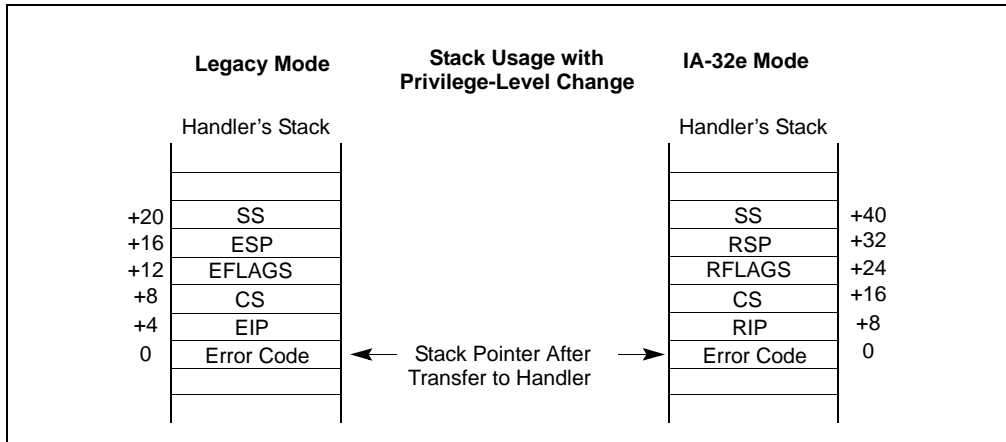 Legacy Mode
Stack Usage with
Privilege-Level Change
IA-32e Mode
Handler's Stack
Handler's Stack
+20 SS
+16 ESP
+12 EFLAGS
+8 CS
+4 EIP
0 Error Code
SS +40
RSP +32
RFLAGS +24
CS +16
RIP +8
Error Code 0
Stack Pointer After
Transfer to Handler